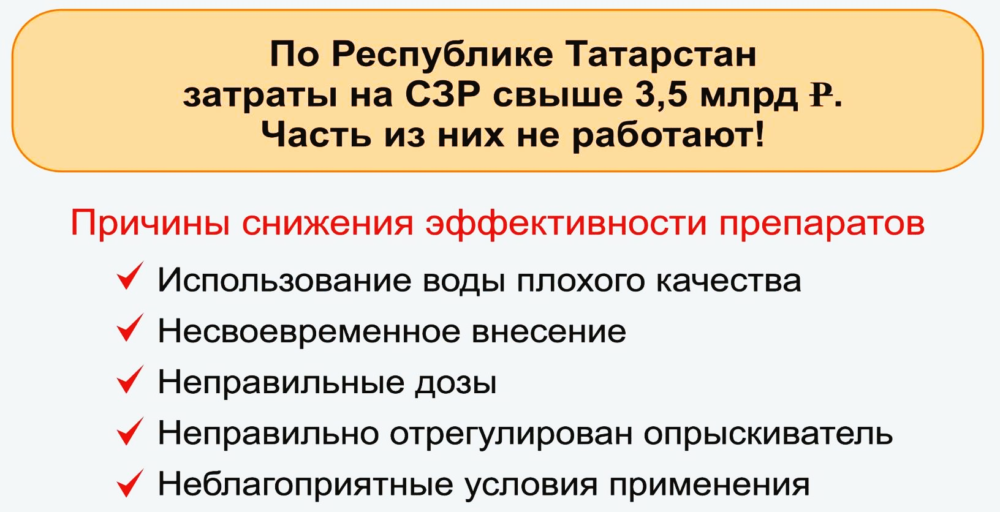 По Республике Татарстан
затраты на СЗР свыше 3,5 млрд ₽.
Часть из них не работают!
Причины снижения эффективности препаратов
Использование воды плохого качества
Несвоевременное внесение
Неправильные дозы
Неправильно отрегулирован опрыскиватель
Неблагоприятные условия применения